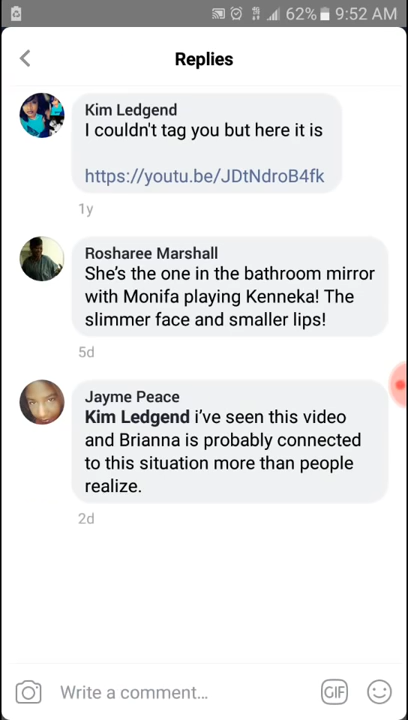 62% 9:52 AM
Replies
Kim Ledgend
I couldn't tag you but here it is
https://youtu.be/JDtNdroB4fk
1y
Rosharee Marshall
She's the one in the bathroom mirror
with Monifa playing Kenneka! The
slimmer face and smaller lips!
5d
Jayme Peace
Kim Ledgend i've seen this video
and Brianna is probably connected
to this situation more than people
realize.
2d
Write a comment...
GIF